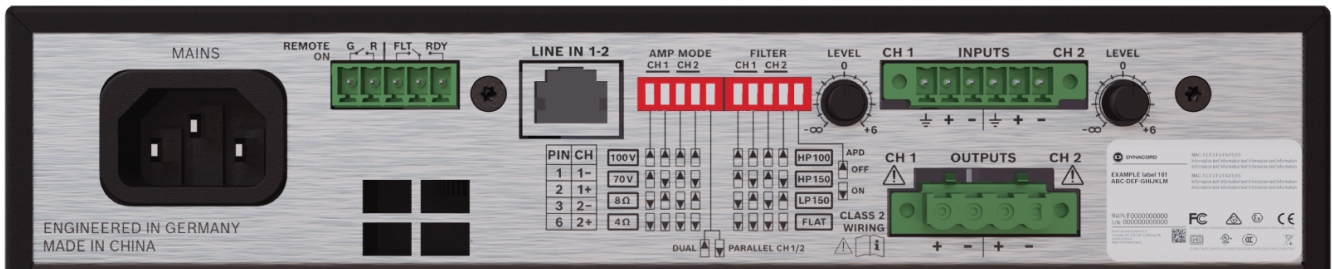 MAINS
REMOTE ON
G R FLT RDY
LINE IN 1-2
AMP MODE
CH 1 CH 2
FILTER
CH 1 CH 2
LEVEL
0
-∞ +6
CH 1 INPUTS CH 2
+ - + -
LEVEL
0
-∞ +6
PIN CH
1 1-
2 1+
3 2-
6 2+
100V
70V
8Ω
4Ω
HP100
HP150
LP150
FLAT
APD
OFF
ON
DUAL
PARALLEL CH1/2
CLASS 2
WIRING
CH 1 OUTPUTS CH 2
+ - + -
ENGINEERED IN GERMANY
MADE IN CHINA
DYNACORD
EXAMPLE label 181
ABC-DEF-GHIJKLM
FC CE